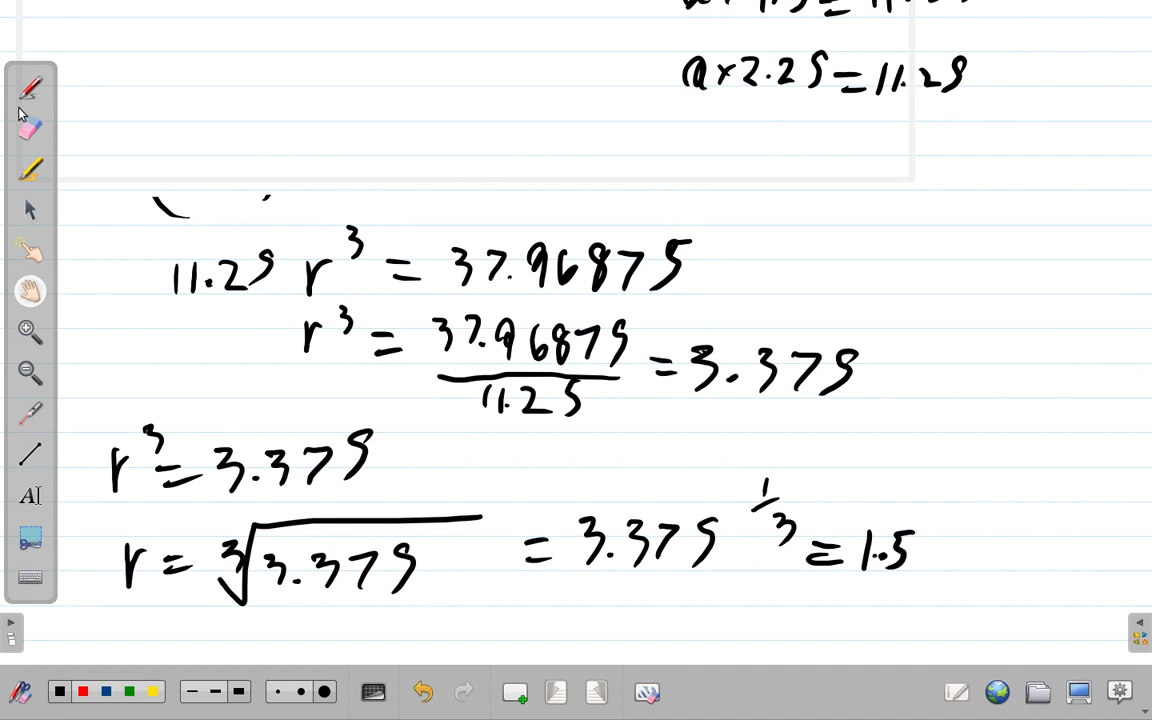 a × 2.25 = 11.25
11.25 r³ = 37.96875
r³ = 37.96875 / 11.25 = 3.375
r³ = 3.375
r = ∛3.375 = 3.375^1/3 = 1.5